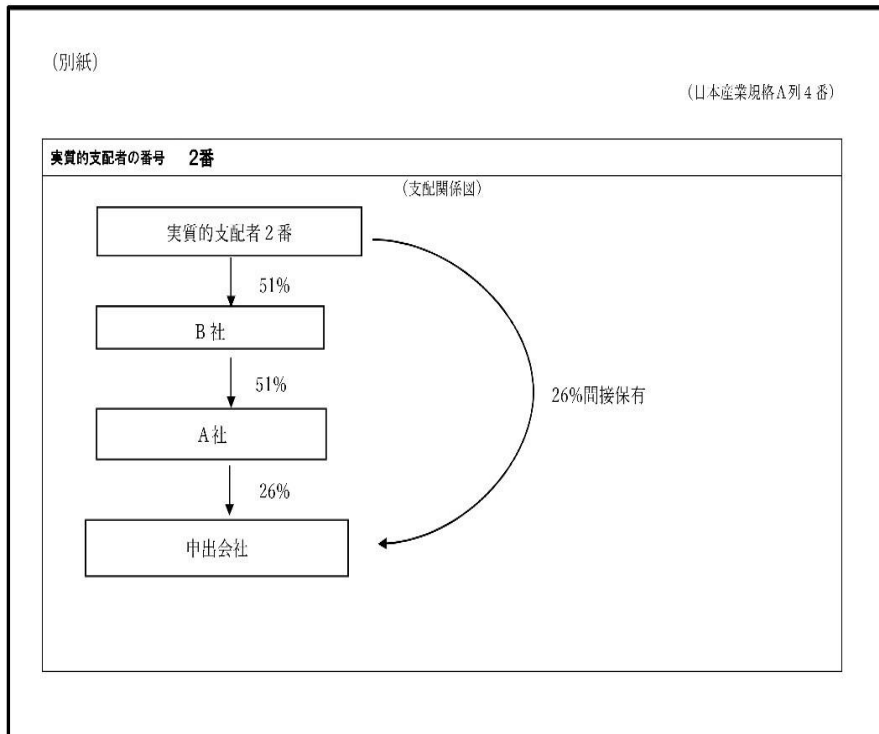 （別紙）
（日本産業規格Ａ列４番）
実質的支配者の番号　2番
（支配関係図）
実質的支配者２番
51%
Ｂ社
51%
26%間接保有
Ａ社
26%
申出会社